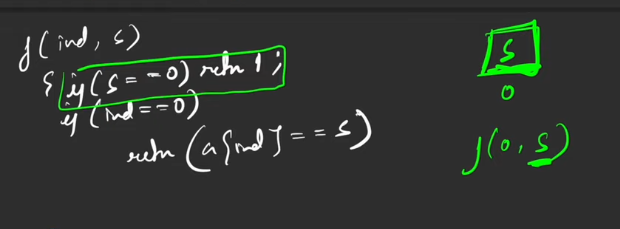 f(ind, s)
{ if(s==0) return 1;
if(ind==0)
return (a[ind]==s)
s
0
f(0, s)